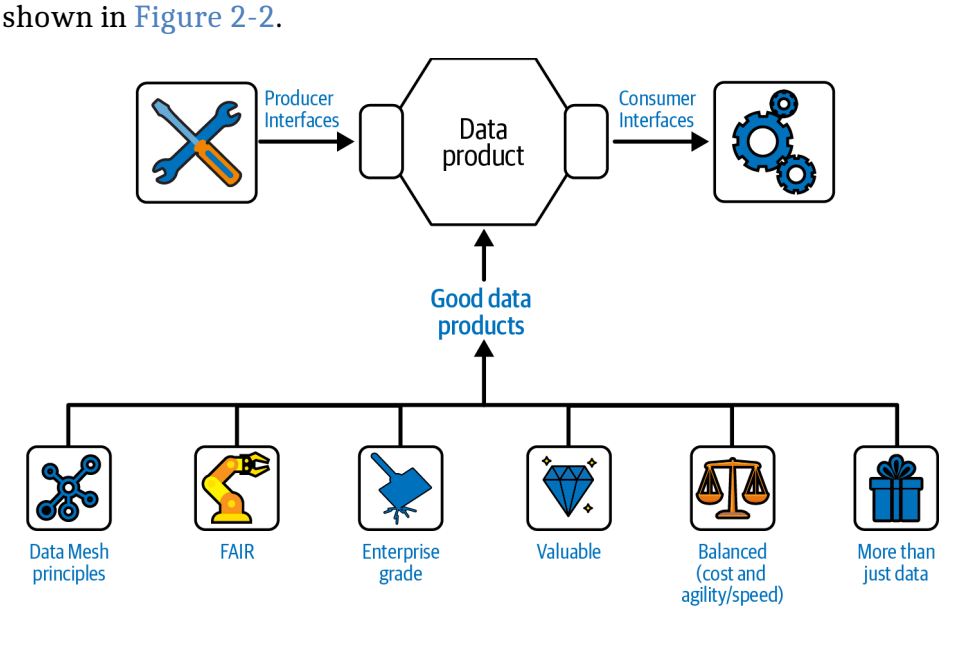 shown in Figure 2-2.
Producer
Interfaces
Data
product
Consumer
Interfaces
Good data
products
Data Mesh
principles
FAIR
Enterprise
grade
Valuable
Balanced
(cost and
agility/speed)
More than
just data